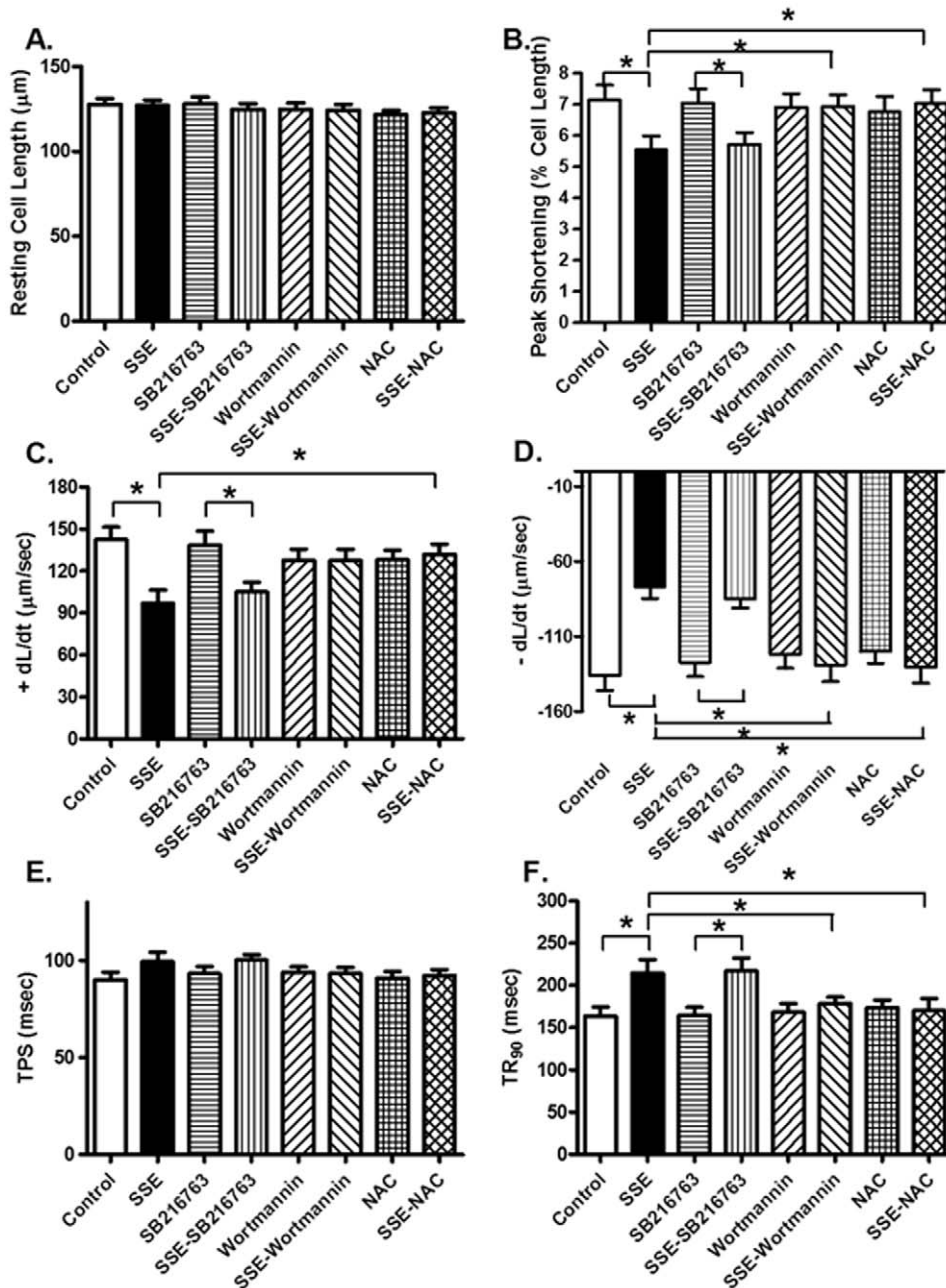 A.
Resting Cell Length (μm)
150
100
50
0
Control
SSE
SB216763
SSE-SB216763
Wortmannin
SSE-Wortmannin
NAC
SSE-NAC
B.
*
*
*
*
Peak Shortening (% Cell Length)
8
7
6
5
4
3
2
1
0
Control
SSE
SB216763
SSE-SB216763
Wortmannin
SSE-Wortmannin
NAC
SSE-NAC
C.
*
*
*
+ dL/dt (μm/sec)
180
150
120
90
60
30
0
Control
SSE
SB216763
SSE-SB216763
Wortmannin
SSE-Wortmannin
NAC
SSE-NAC
D.
- dL/dt (μm/sec)
-10
-60
-110
-160
*
*
*
*
Control
SSE
SB216763
SSE-SB216763
Wortmannin
SSE-Wortmannin
NAC
SSE-NAC
E.
TPS (msec)
100
50
0
Control
SSE
SB216763
SSE-SB216763
Wortmannin
SSE-Wortmannin
NAC
SSE-NAC
F.
*
*
*
*
TR90 (msec)
300
250
200
150
100
50
0
Control
SSE
SB216763
SSE-SB216763
Wortmannin
SSE-Wortmannin
NAC
SSE-NAC